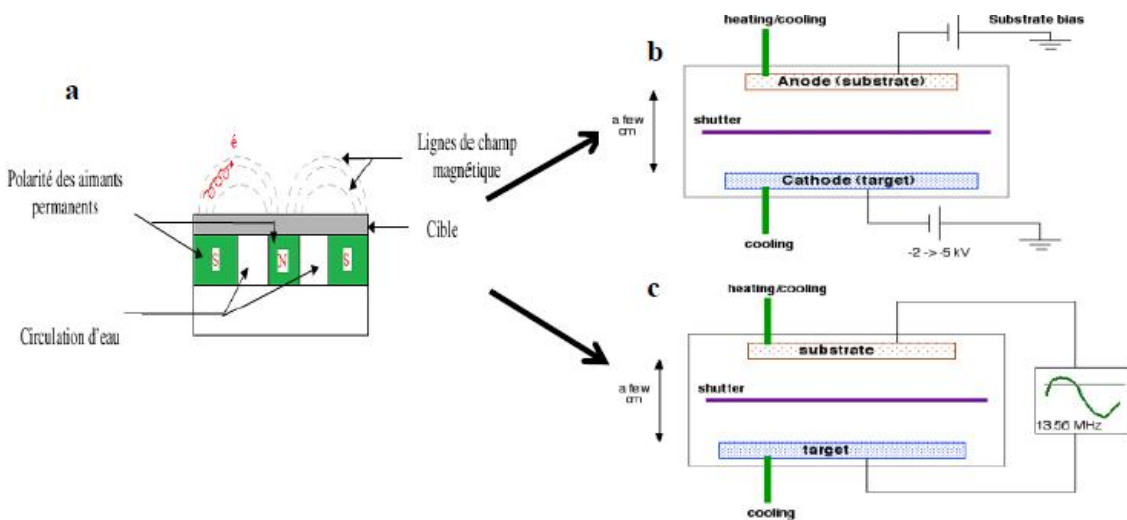 a
é
Lignes de champ
magnétique
Polarité des aimants
permanents
Cible
S
N
S
Circulation d'eau
b
heating/cooling
Substrate bias
Anode (substrate)
a few
cm
shutter
Cathode (target)
cooling
-2 -> -5 kV
c
heating/cooling
substrate
a few
cm
shutter
13.56 MHz
target
cooling